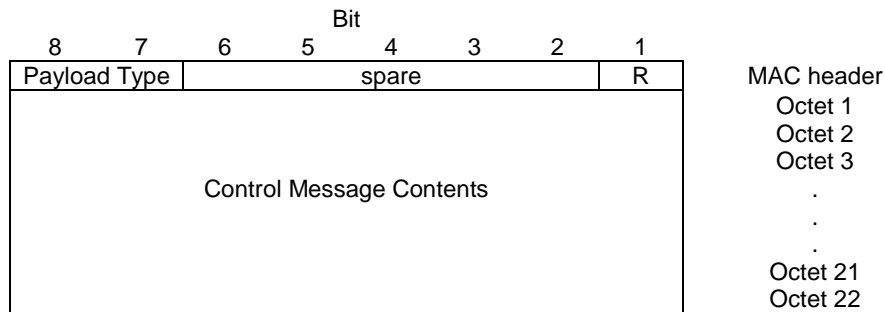 Bit
8 7 6 5 4 3 2 1
Payload Type spare R MAC header
Octet 1
Octet 2
Octet 3
Control Message Contents .
.
.
Octet 21
Octet 22